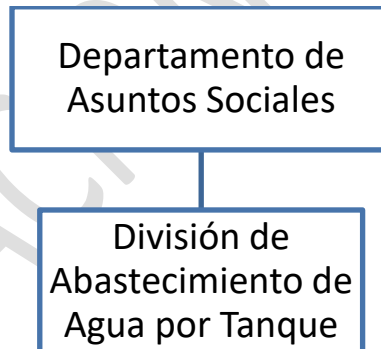 Departamento de
Asuntos Sociales
División de
Abastecimiento de
Agua por Tanque